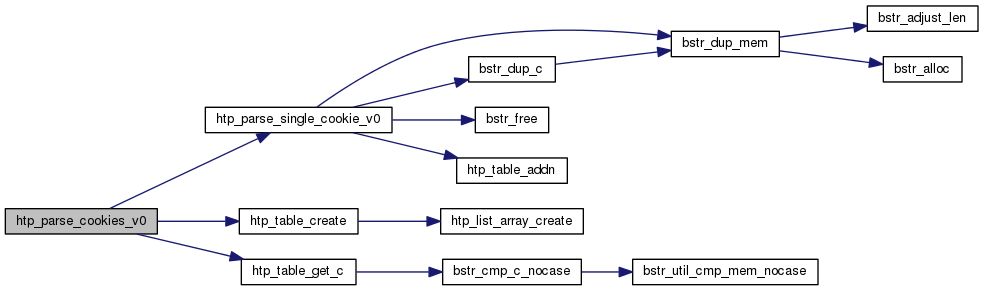 bstr_adjust_len
bstr_dup_mem
bstr_dup_c
bstr_alloc
htp_parse_single_cookie_v0
bstr_free
htp_table_addn
htp_parse_cookies_v0
htp_table_create
htp_list_array_create
htp_table_get_c
bstr_cmp_c_nocase
bstr_util_cmp_mem_nocase